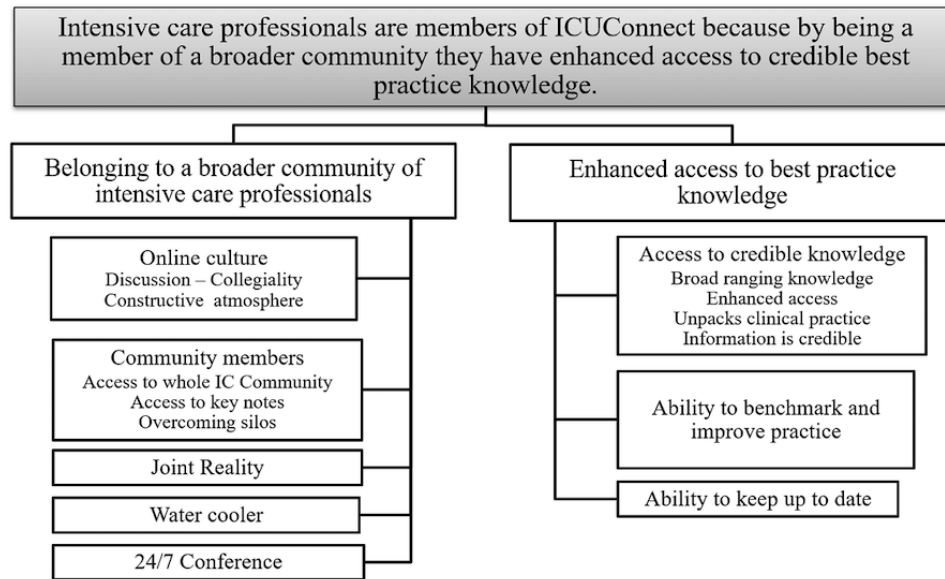 Intensive care professionals are members of ICUConnect because by being a
member of a broader community they have enhanced access to credible best
practice knowledge.
Belonging to a broader community of
intensive care professionals
Online culture
Discussion – Collegiality
Constructive atmosphere
Community members
Access to whole IC Community
Access to key notes
Overcoming silos
Joint Reality
Water cooler
24/7 Conference
Enhanced access to best practice
knowledge
Access to credible knowledge
Broad ranging knowledge
Enhanced access
Unpacks clinical practice
Information is credible
Ability to benchmark and
improve practice
Ability to keep up to date